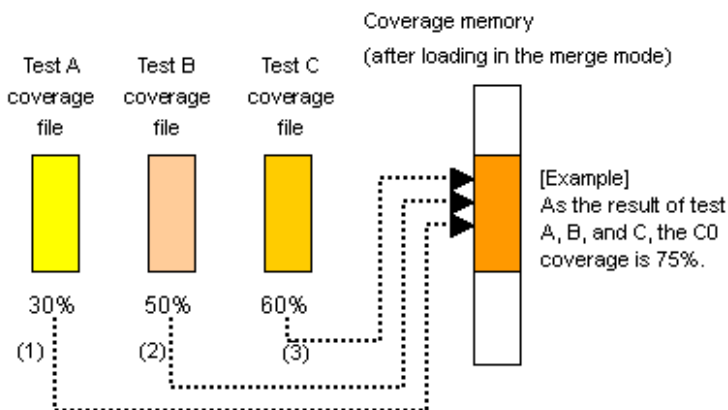 Coverage memory
(after loading in the merge mode)
Test A
coverage
file
Test B
coverage
file
Test C
coverage
file
[Example]
As the result of test
A, B, and C, the C0
coverage is 75%.
30%
50%
60%
(1)
(2)
(3)